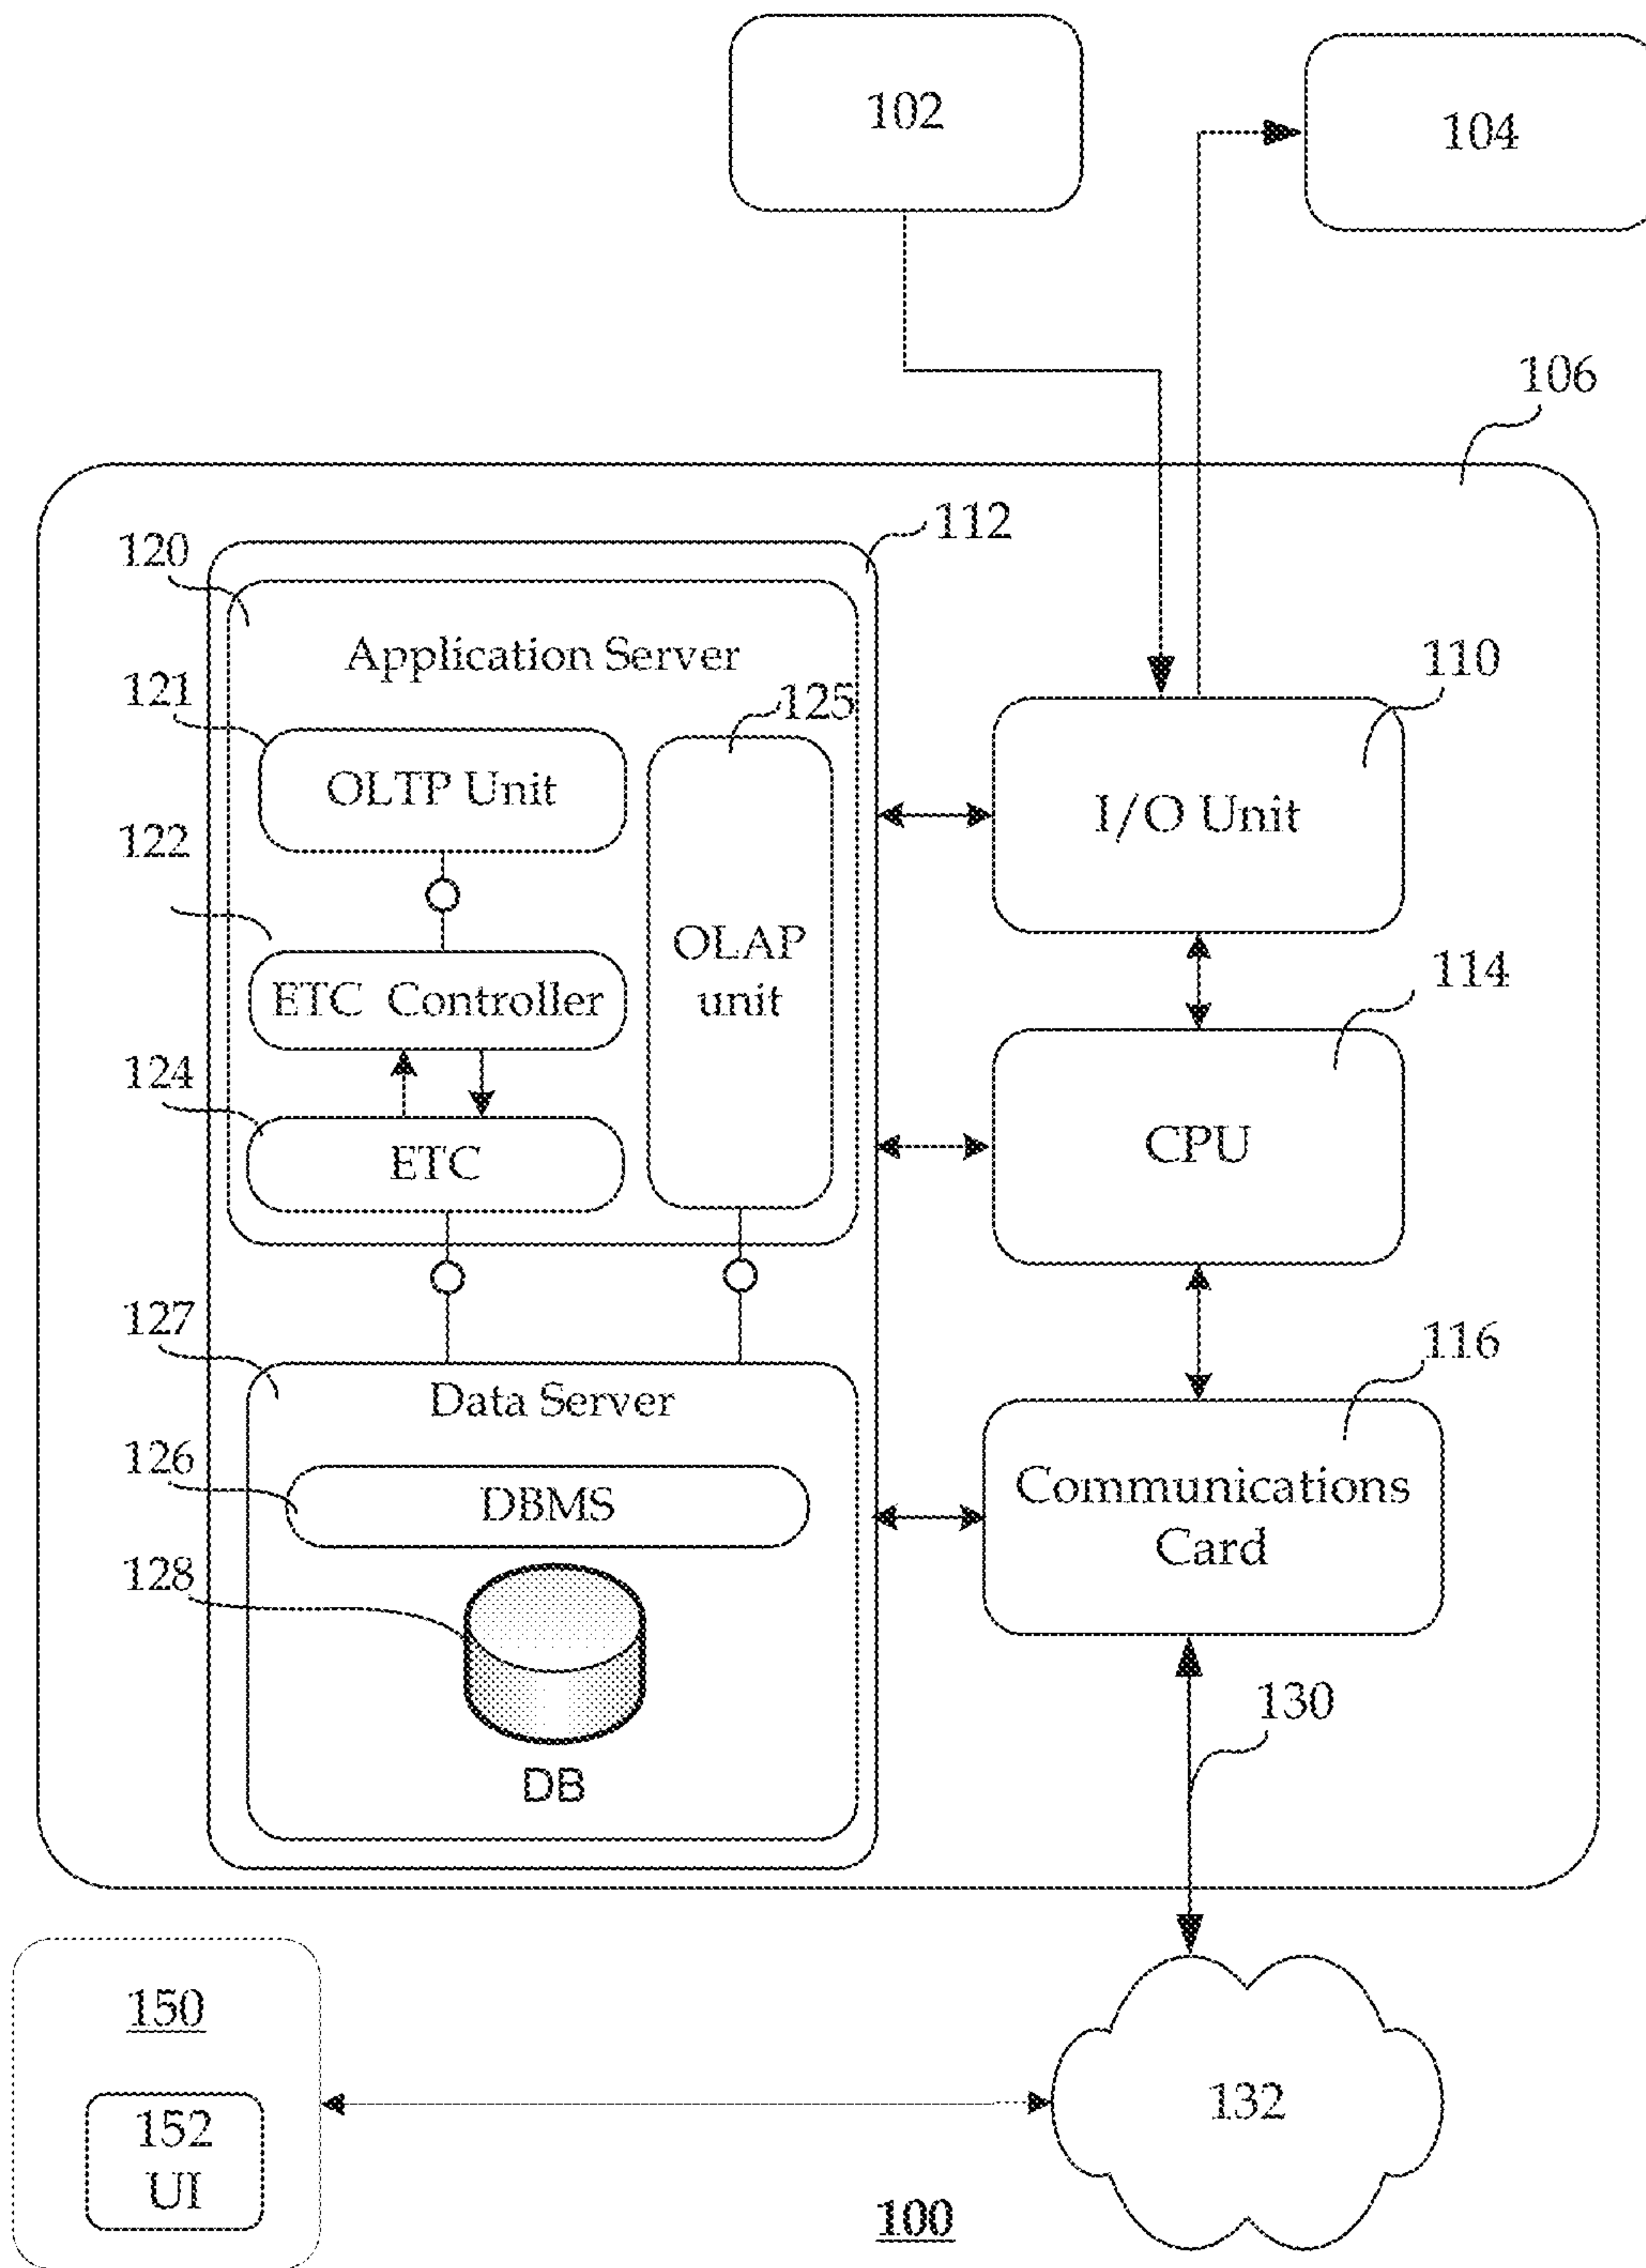 102
104
106
112
120
Application Server
110
121
125
OLTP Unit
I/O Unit
122
OLAP
unit
114
ETC Controller
124
CPU
ETC
127
116
Data Server
126
DBMS
Communications
Card
128
130
DB
150
132
152
UI
100